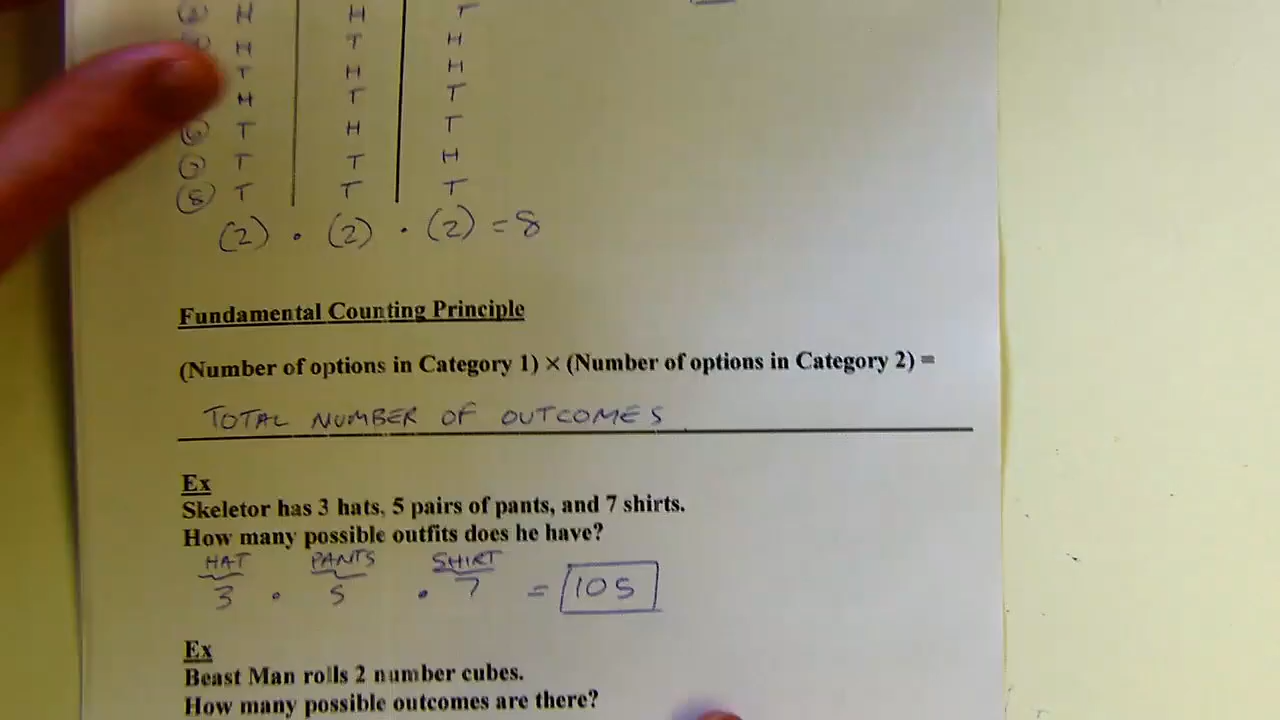 H H T
H T H
T H H
H T T
6 T H T
7 T T H
8 T T T
(2) · (2) · (2) = 8
Fundamental Counting Principle
(Number of options in Category 1) × (Number of options in Category 2) =
TOTAL NUMBER OF OUTCOMES
Ex
Skeletor has 3 hats, 5 pairs of pants, and 7 shirts.
How many possible outfits does he have?
HAT PANTS SHIRT
3 · 5 · 7 = 105
Ex
Beast Man rolls 2 number cubes.
How many possible outcomes are there?